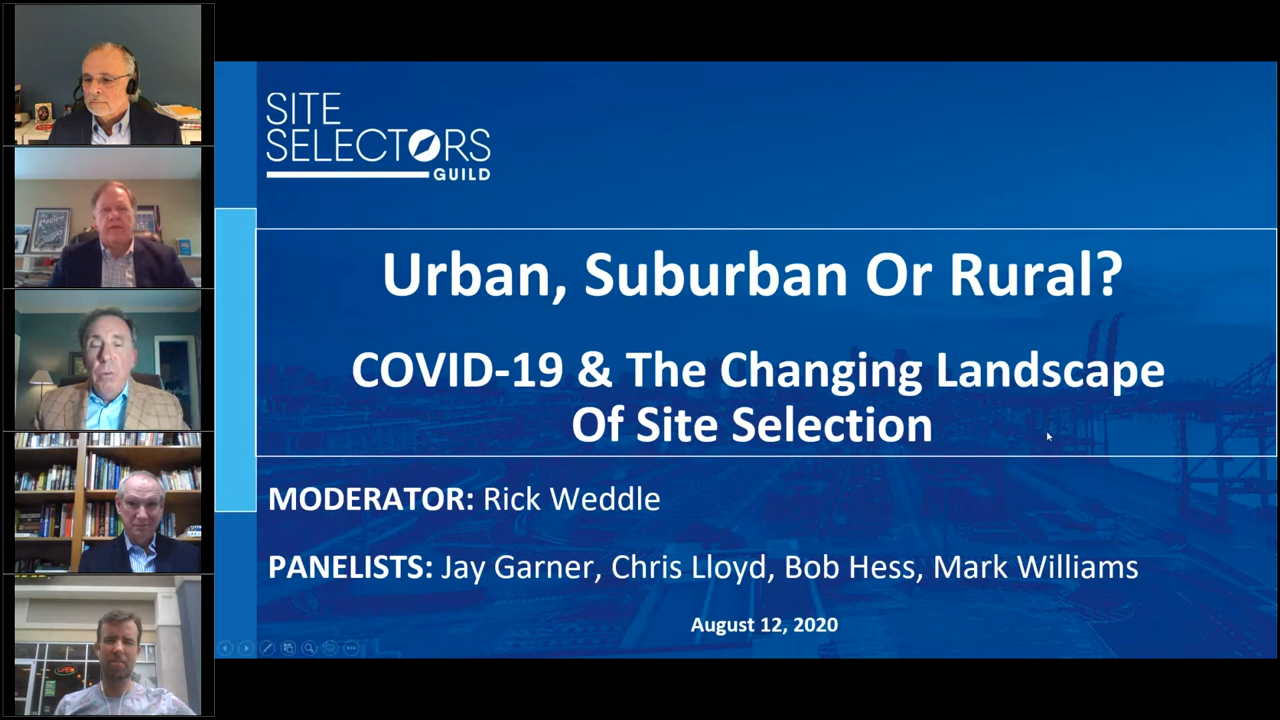 SITE
SELECTORS
GUILD
Urban, Suburban Or Rural?
COVID-19 & The Changing Landscape
Of Site Selection
MODERATOR: Rick Weddle
PANELISTS: Jay Garner, Chris Lloyd, Bob Hess, Mark Williams
August 12, 2020
OPEN